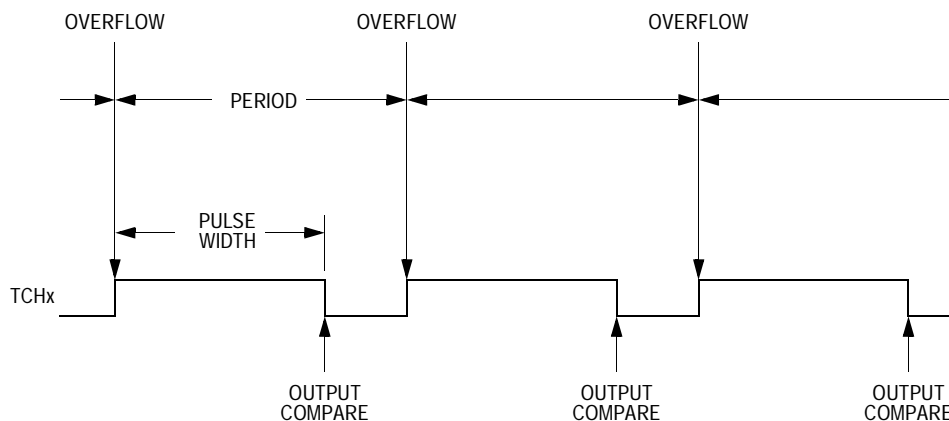 OVERFLOW
OVERFLOW
OVERFLOW
PERIOD
PULSE
WIDTH
TCHx
OUTPUT
COMPARE
OUTPUT
COMPARE
OUTPUT
COMPARE